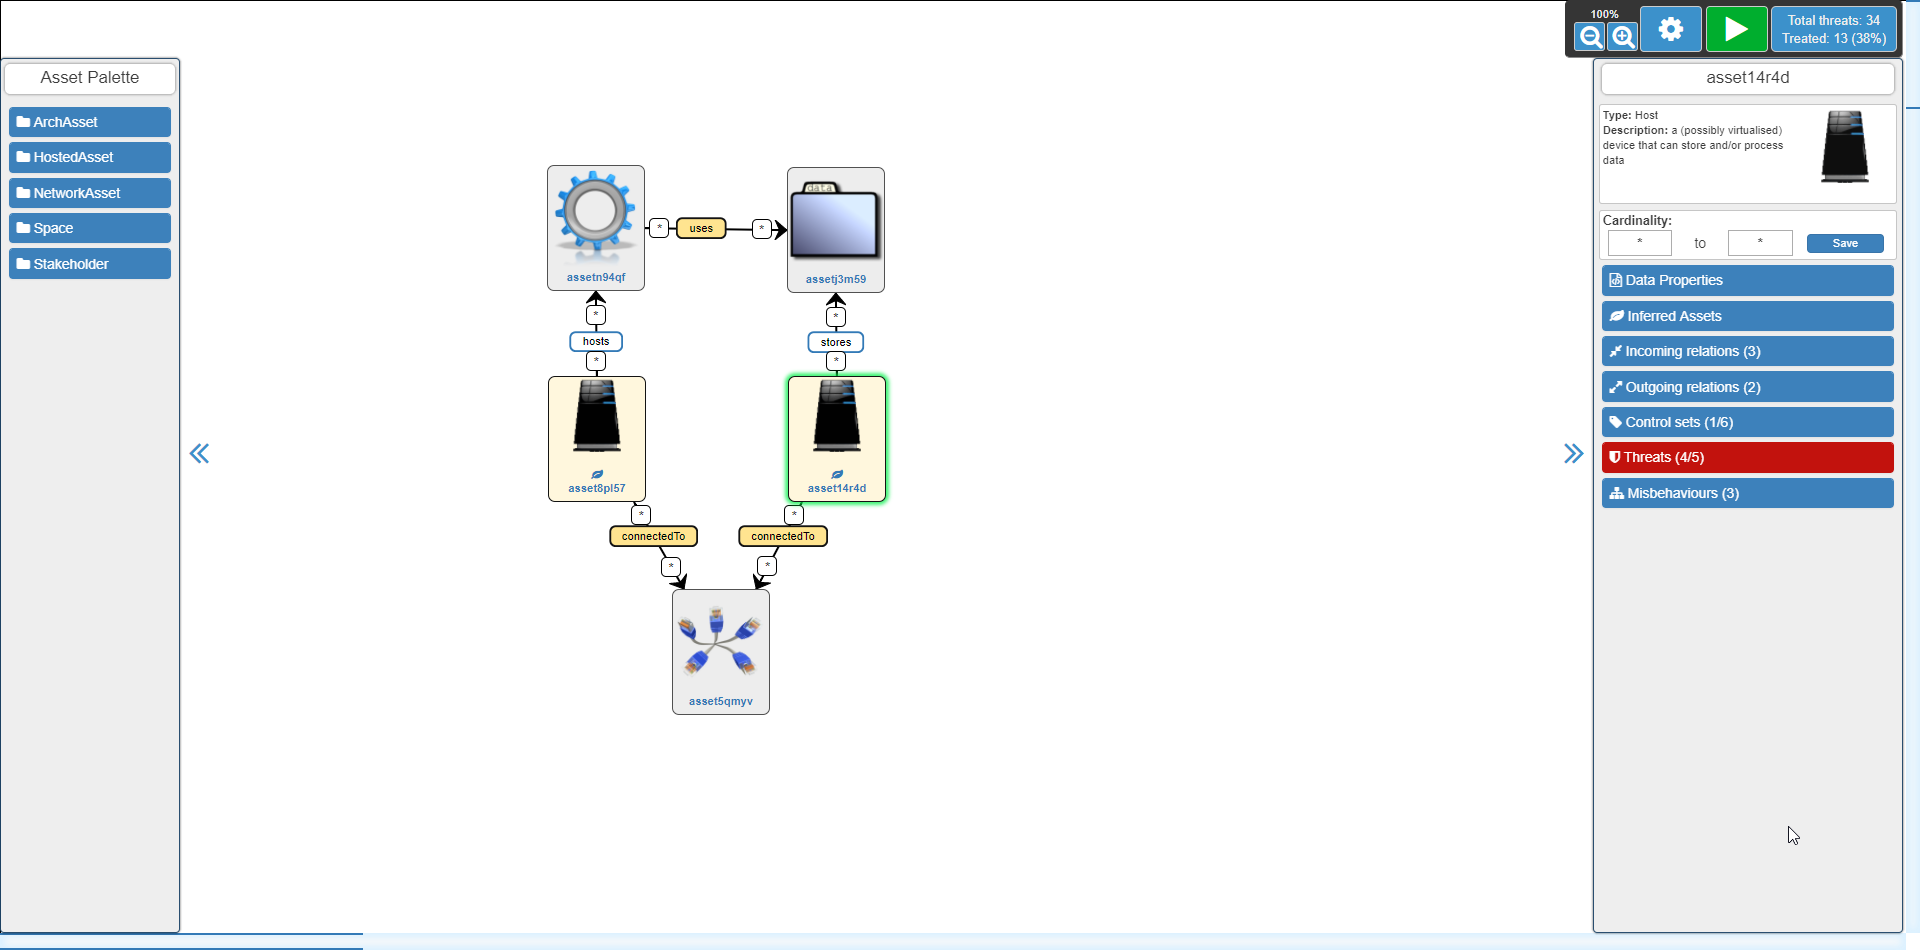 100%
Total threats: 34
Treated: 13 (38%)
Asset Palette
ArchAsset
HostedAsset
NetworkAsset
Space
Stakeholder
data
* uses *
assetn94qf
assetj3m59
*
*
hosts
stores
*
*
asset8pl57
asset14r4d
*
*
connectedTo
connectedTo
*
*
asset5qmyv
asset14r4d
Type: Host
Description: a (possibly virtualised)
device that can store and/or process
data
Cardinality:
* to * Save
Data Properties
Inferred Assets
Incoming relations (3)
Outgoing relations (2)
Control sets (1/6)
Threats (4/5)
Misbehaviours (3)